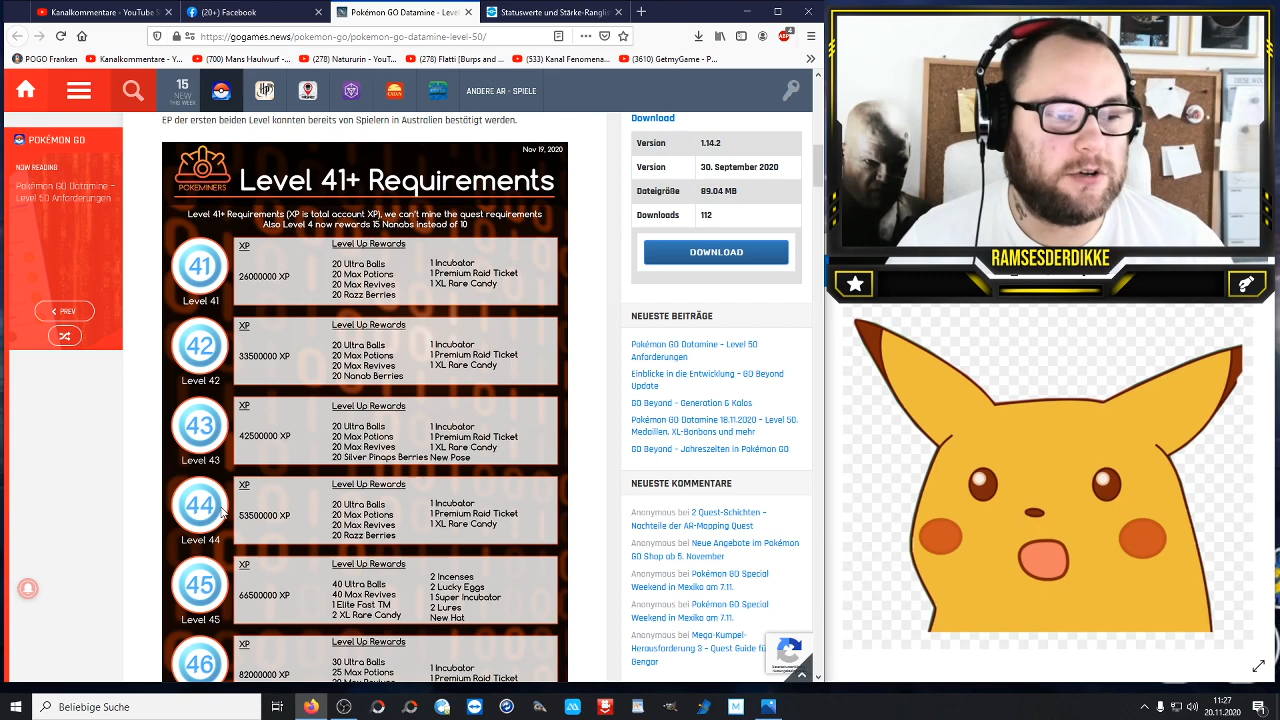 Kanalkommentare - YouTube S
(20+) Facebook
Pokémon GO Datamine – Level
Statuswerte und Stärke-Ranglis
https://gogames.news/pokemon-go/pokemon-go-datamine-level-50/
POGO Franken
Kanalkommentare - Y...
(700) Mans Haulwurf -...
(278) Natururin - YouT...
(278) Flatti [Burps and ...
(533) Kanal Fenomena...
(3610) GetmyGame - P...
15
NEW
THIS WEEK
ANDERE AR - SPIELE
POKÉMON GO
NOW READING
Pokémon GO Datamine –
Level 50 Anforderungen
PREV
EP der ersten beiden Level konnten bereits von Spielern in Australien bestätigt werden.
Nov 19, 2020
POKEMINERS
Level 41+ Requirements
Level 41+ Requirements (XP is total account XP), we can't mine the quest requirements
Also Level 4 now rewards 15 Nanabs instead of 10
41
Level 41
XP
26000000 XP
Level Up Rewards
20 Ultra Balls
20 Max Potions
20 Max Revives
20 Razz Berries
1 Incubator
1 Premium Raid Ticket
1 XL Rare Candy
42
Level 42
XP
33500000 XP
Level Up Rewards
20 Ultra Balls
20 Max Potions
20 Max Revives
20 Nanab Berries
1 Incubator
1 Premium Raid Ticket
1 XL Rare Candy
43
Level 43
XP
42500000 XP
Level Up Rewards
20 Ultra Balls
20 Max Potions
20 Max Revives
20 Silver Pinaps Berries
1 Incubator
1 Premium Raid Ticket
1 XL Rare Candy
New Pose
44
Level 44
XP
53500000 XP
Level Up Rewards
20 Ultra Balls
20 Max Potions
20 Max Revives
20 Razz Berries
1 Incubator
1 Premium Raid Ticket
1 XL Rare Candy
45
Level 45
XP
66500000 XP
Level Up Rewards
40 Ultra Balls
40 Max Revives
1 Elite Fast TM
2 XL Rare Candy
2 Incenses
2 Lucky Eggs
1 Super Incubator
2 Lures
New Hat
46
XP
82000000 XP
Level Up Rewards
30 Ultra Balls
25 Max Potions
1 Incubator
1 Premium Raid Ticket
Download
Version 1.14.2
Version 30. September 2020
Dateigröße 89.04 MB
Downloads 112
DOWNLOAD
NEUESTE BEITRÄGE
Pokémon GO Datamine – Level 50
Anforderungen
Einblicke in die Entwicklung – GO Beyond
Update
GO Beyond – Generation 6 Kalos
Pokémon GO Datamine 18.11.2020 – Level 50,
Medaillen, XL-Bonbons und mehr
GO Beyond – Jahreszeiten in Pokémon GO
NEUESTE KOMMENTARE
Anonymous bei 2 Quest-Schichten –
Nachteile der AR-Mapping Quest
Anonymous bei Neue Angebote im Pokémon
GO Shop ab 5. November
Anonymous bei Pokémon GO Special
Weekend in Mexiko am 7.11.
Anonymous bei Pokémon GO Special
Weekend in Mexiko am 7.11.
Anonymous bei Mega-Kumpel-
Herausforderung 3 – Quest Guide fü
Bengar
RAMSESDERDIKKE
Beliebige Suche
11:27
20.11.2020